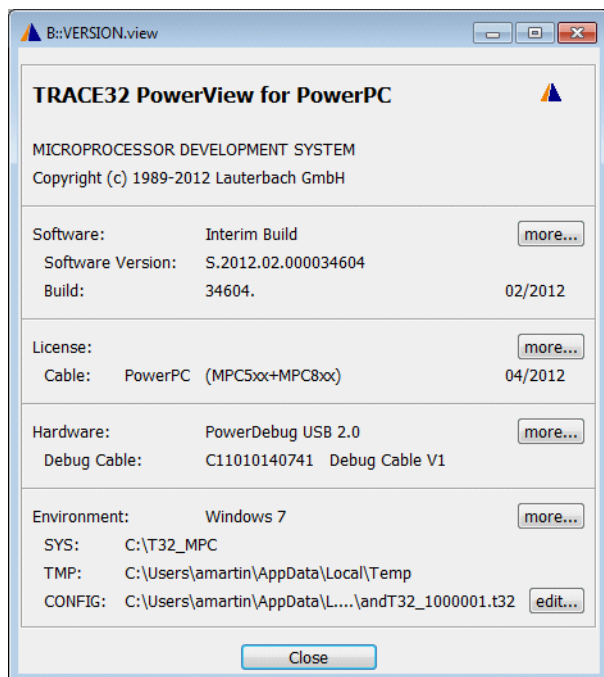 B::VERSION.view
TRACE32 PowerView for PowerPC
MICROPROCESSOR DEVELOPMENT SYSTEM
Copyright (c) 1989-2012 Lauterbach GmbH
Software: Interim Build more...
Software Version: S.2012.02.000034604
Build: 34604. 02/2012
License: more...
Cable: PowerPC (MPC5xx+MPC8xx) 04/2012
Hardware: PowerDebug USB 2.0 more...
Debug Cable: C11010140741 Debug Cable V1
Environment: Windows 7 more...
SYS: C:\T32_MPC
TMP: C:\Users\amartin\AppData\Local\Temp
CONFIG: C:\Users\amartin\AppData\L....\andT32_1000001.t32 edit...
Close